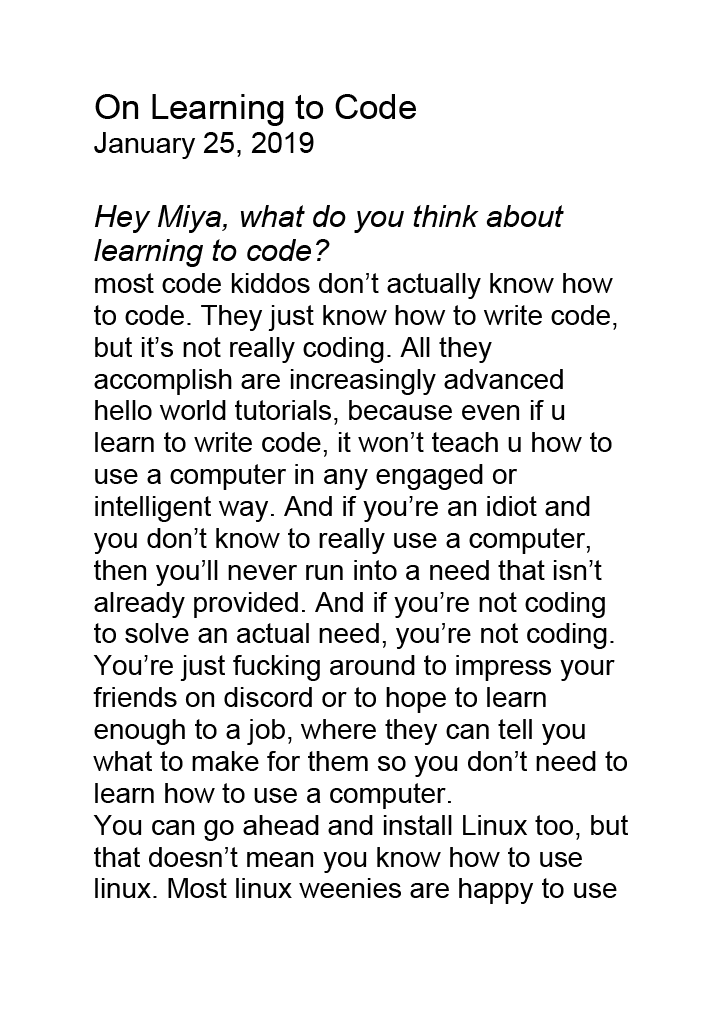 On Learning to Code
January 25, 2019
Hey Miya, what do you think about
learning to code?
most code kiddos don’t actually know how
to code. They just know how to write code,
but it’s not really coding. All they
accomplish are increasingly advanced
hello world tutorials, because even if u
learn to write code, it won’t teach u how to
use a computer in any engaged or
intelligent way. And if you’re an idiot and
you don’t know to really use a computer,
then you’ll never run into a need that isn’t
already provided. And if you’re not coding
to solve an actual need, you’re not coding.
You’re just fucking around to impress your
friends on discord or to hope to learn
enough to a job, where they can tell you
what to make for them so you don’t need to
learn how to use a computer.
You can go ahead and install Linux too, but
that doesn’t mean you know how to use
linux. Most linux weenies are happy to use